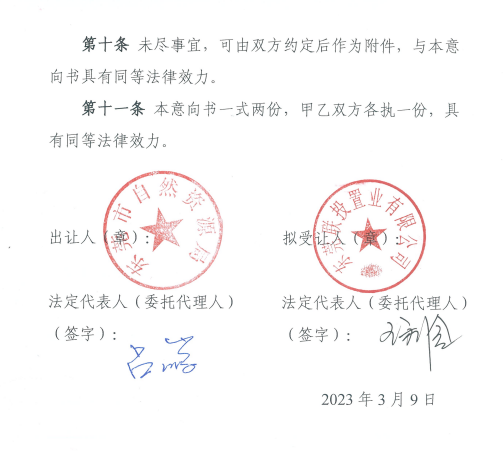 第十条 未尽事宜，可由双方约定后作为附件，与本意
向书具有同等法律效力。
第十一条 本意向书一式两份，甲乙双方各执一份，具
有同等法律效力。
东莞市自然资源局
东莞联投置业有限公司
出让人（章）：
拟受让人（章）：
法定代表人（委托代理人）
法定代表人（委托代理人）
（签字）：
（签字）：
2023 年 3 月 9 日